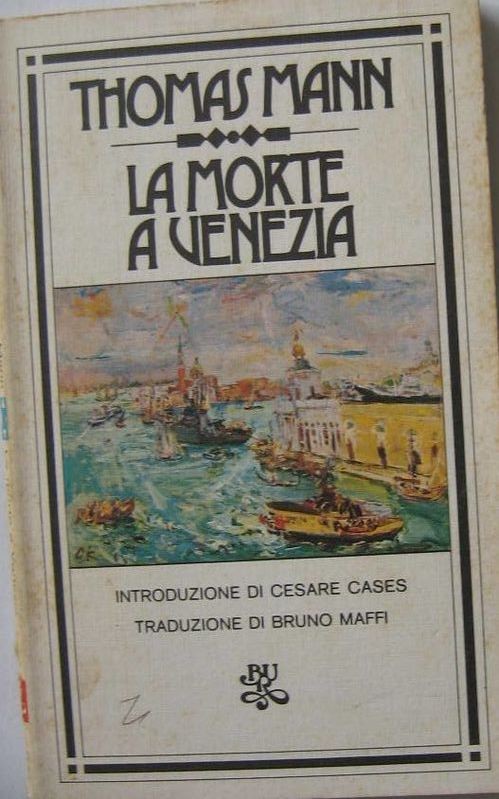 THOMAS MANN
LA MORTE
A VENEZIA
INTRODUZIONE DI CESARE CASES
TRADUZIONE DI BRUNO MAFFI
BUR